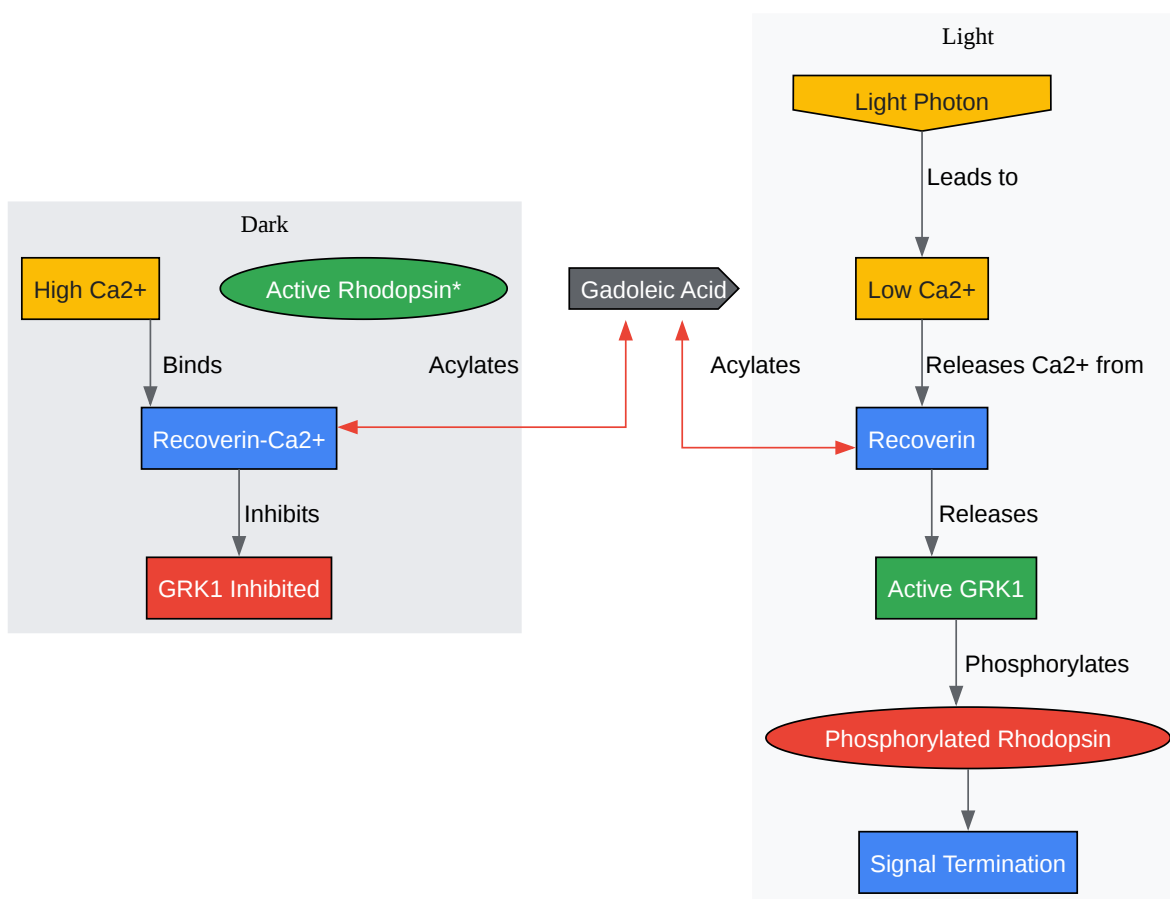 Light
Light Photon
Leads to
Dark
High Ca2+
Active Rhodopsin*
Gadoleic Acid
Low Ca2+
Binds
Acylates
Acylates
Releases Ca2+ from
Recoverin-Ca2+
Recoverin
Inhibits
Releases
GRK1 Inhibited
Active GRK1
Phosphorylates
Phosphorylated Rhodopsin
Signal Termination